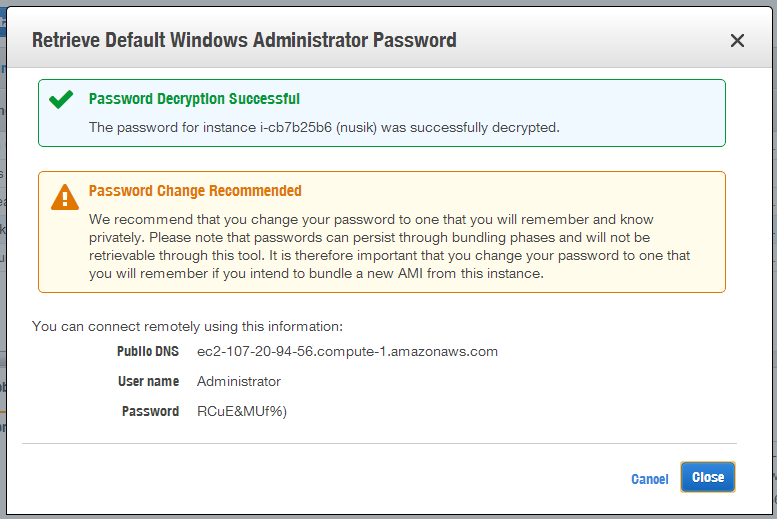 Retrieve Default Windows Administrator Password
Password Decryption Successful
The password for instance i-cb7b25b6 (nusik) was successfully decrypted.
Password Change Recommended
We recommend that you change your password to one that you will remember and know
privately. Please note that passwords can persist through bundling phases and will not be
retrievable through this tool. It is therefore important that you change your password to one that
you will remember if you intend to bundle a new AMI from this instance.
You can connect remotely using this information:
Public DNS ec2-107-20-94-56.compute-1.amazonaws.com
User name Administrator
Password RCuE&MUf%)
Cancel Close